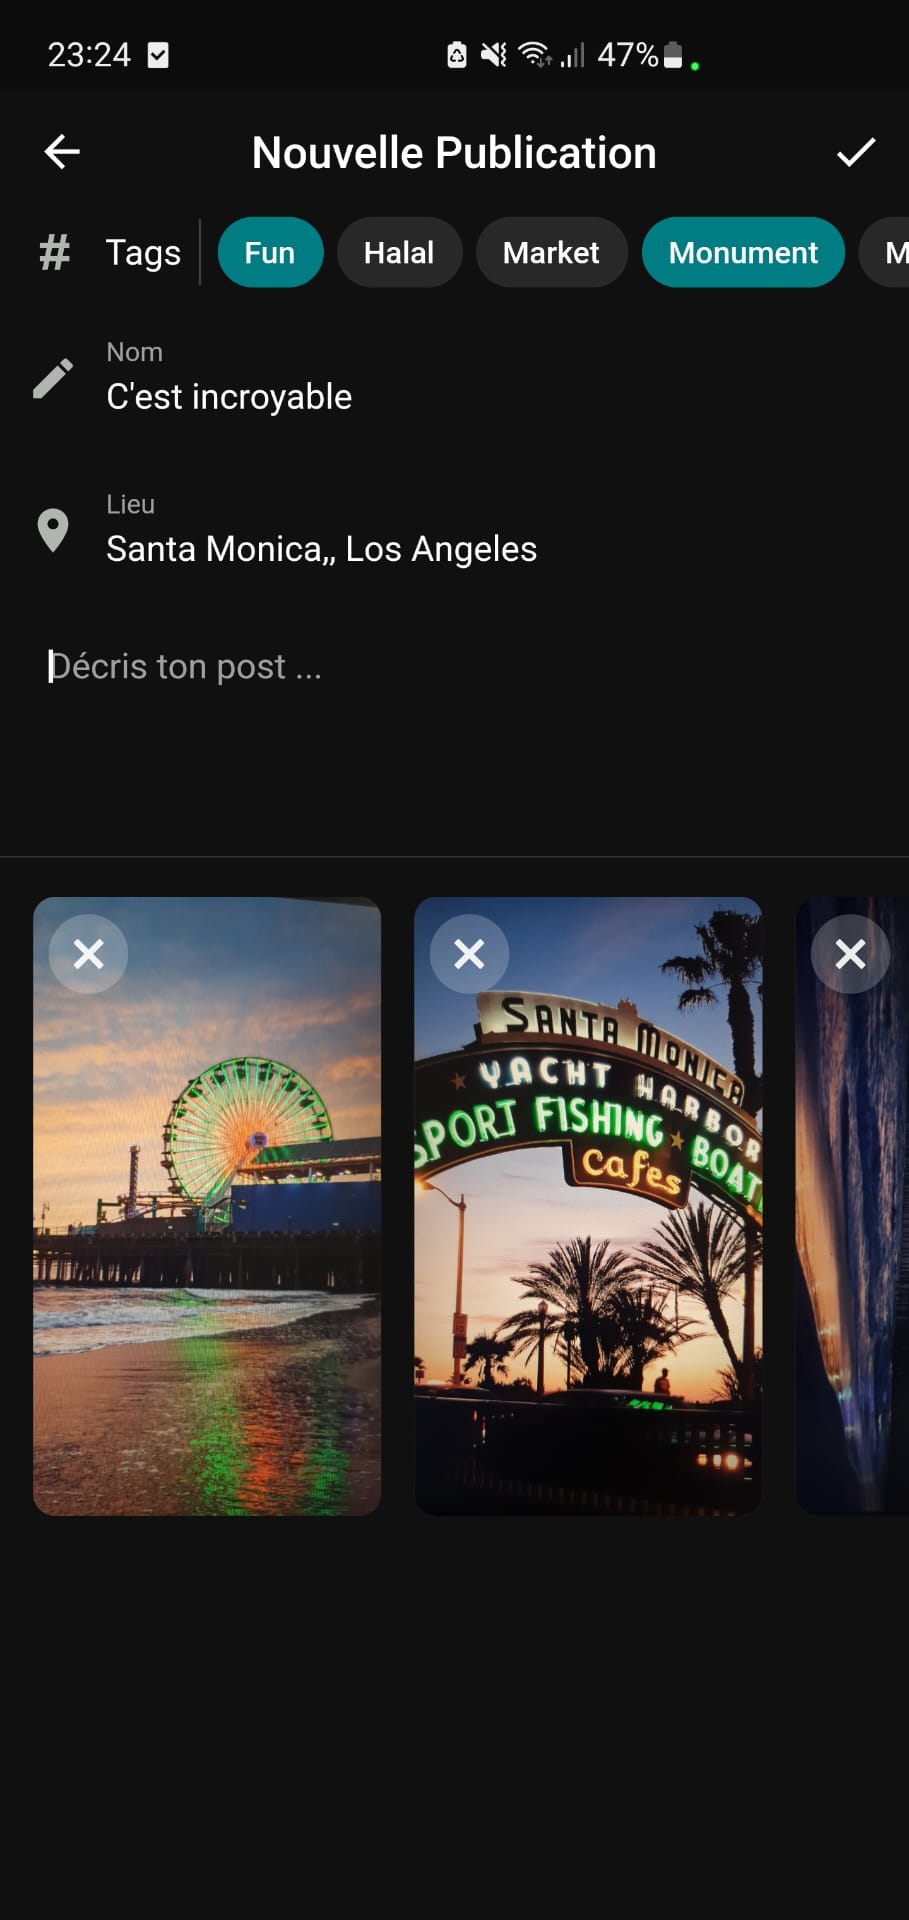 23:24 47%
Nouvelle Publication
# Tags Fun Halal Market Monument M
Nom
C'est incroyable
Lieu
Santa Monica,, Los Angeles
Décris ton post ...
SANTA MONICA
YACHT HARBOR
SPORT FISHING BOAT
Cafes